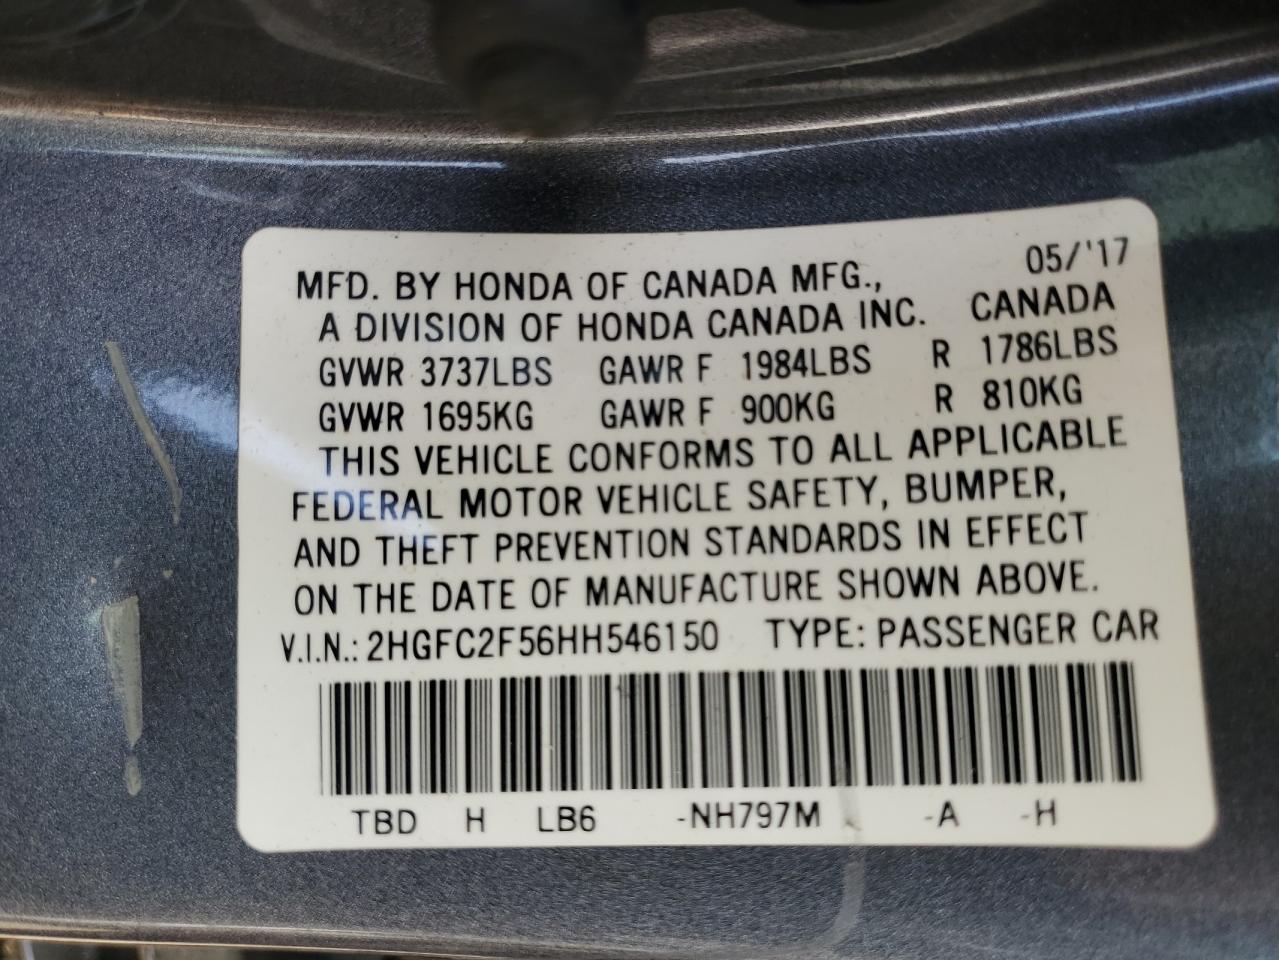 05/'17
MFD. BY HONDA OF CANADA MFG.,
A DIVISION OF HONDA CANADA INC. CANADA
GVWR 3737LBS GAWR F 1984LBS R 1786LBS
GVWR 1695KG GAWR F 900KG R 810KG
THIS VEHICLE CONFORMS TO ALL APPLICABLE
FEDERAL MOTOR VEHICLE SAFETY, BUMPER,
AND THEFT PREVENTION STANDARDS IN EFFECT
ON THE DATE OF MANUFACTURE SHOWN ABOVE.
V.I.N.: 2HGFC2F56HH546150 TYPE: PASSENGER CAR
TBD H LB6 -NH797M -A -H